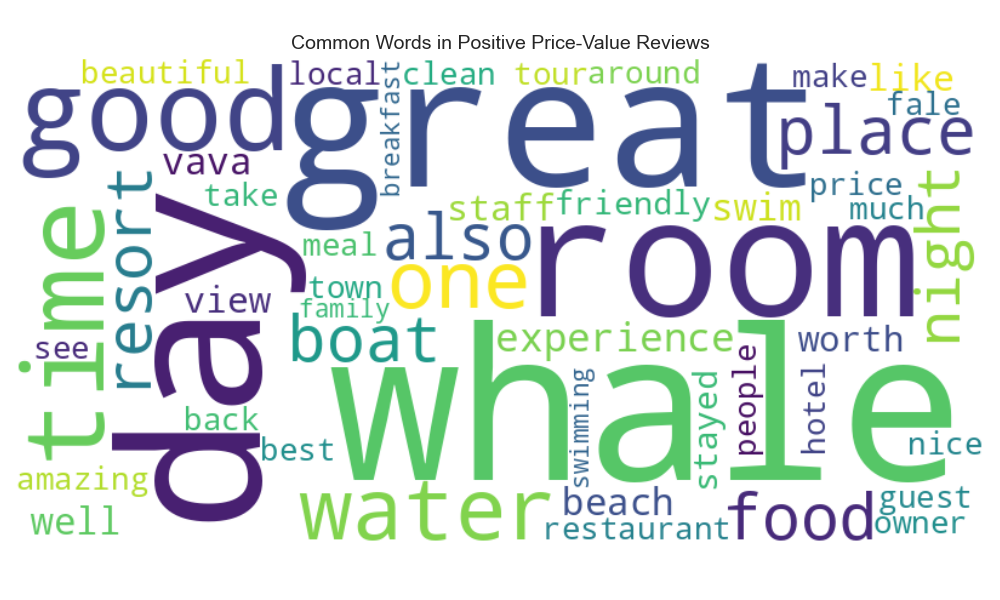 Common Words in Positive Price-Value Reviews
beautiful
local
clean
tour
around
make
like
good
great
breakfast
fale
place
vava
take
resort
day
time
staff
friendly
swim
price
much
night
meal
also
room
one
town
family
view
boat
see
experience
worth
whale
people
hotel
swimming
stayed
back
best
nice
amazing
well
water
beach
restaurant
food
guest
owner